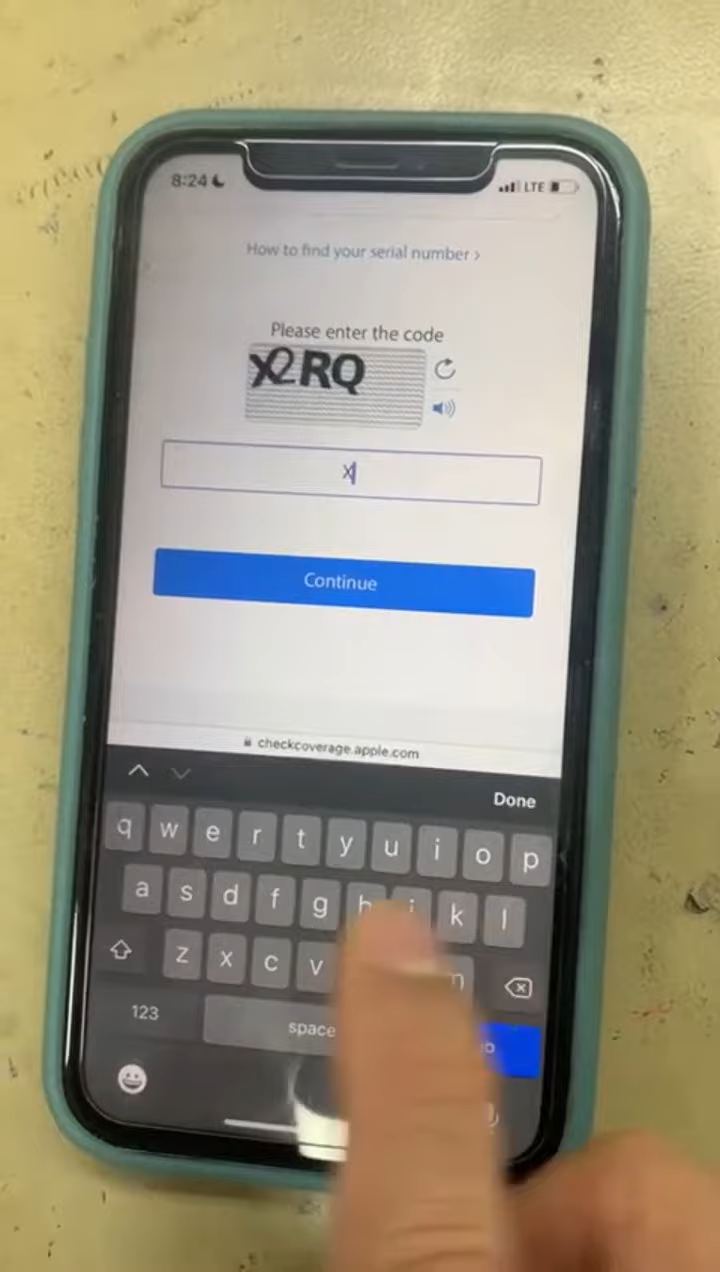 8:24 LTE
How to find your serial number >
Please enter the code
X2RQ
x
Continue
checkcoverage.apple.com
Done
q w e r t y u i o p
a s d f g h j k l
z x c v m
123 space